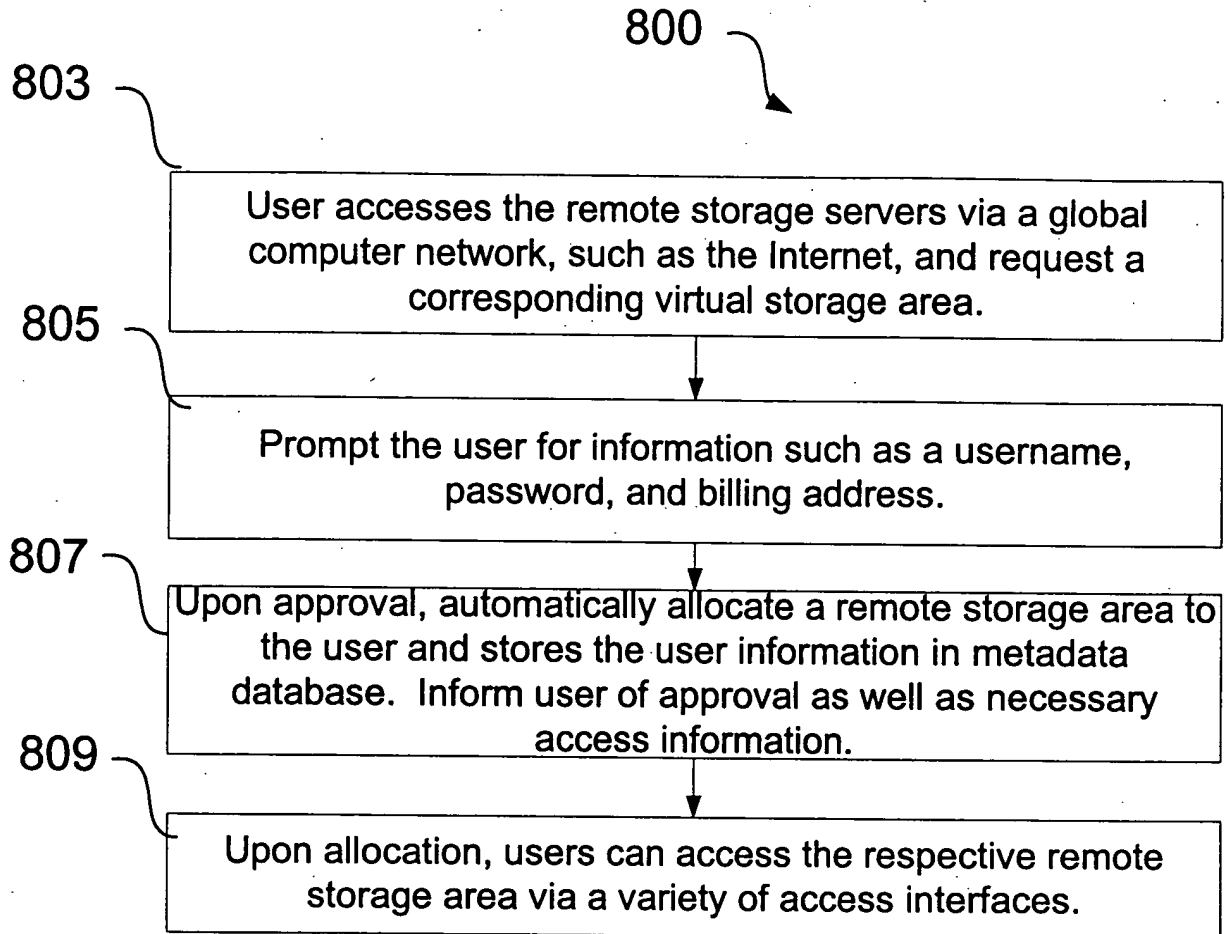 800
803
User accesses the remote storage servers via a global
computer network, such as the Internet, and request a
corresponding virtual storage area.
805
Prompt the user for information such as a username,
password, and billing address.
807
Upon approval, automatically allocate a remote storage area to
the user and stores the user information in metadata
database. Inform user of approval as well as necessary
access information.
809
Upon allocation, users can access the respective remote
storage area via a variety of access interfaces.